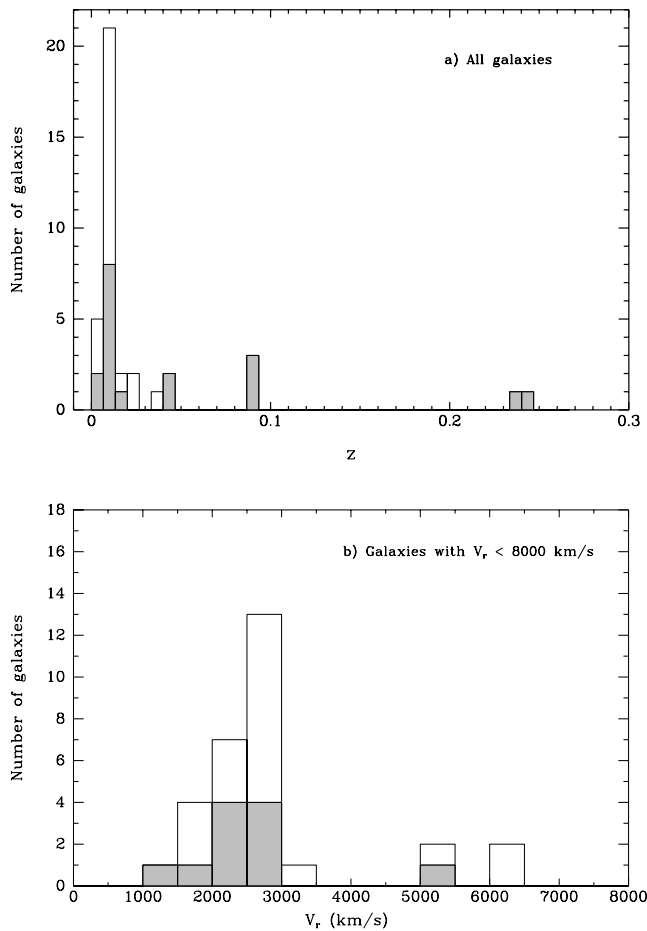 20
15
10
5
0
Number of galaxies
a) All galaxies
0 0.1 0.2 0.3
z
18
16
14
12
10
8
6
4
2
0
Number of galaxies
b) Galaxies with Vr < 8000 km/s
0 1000 2000 3000 4000 5000 6000 7000 8000
Vr (km/s)